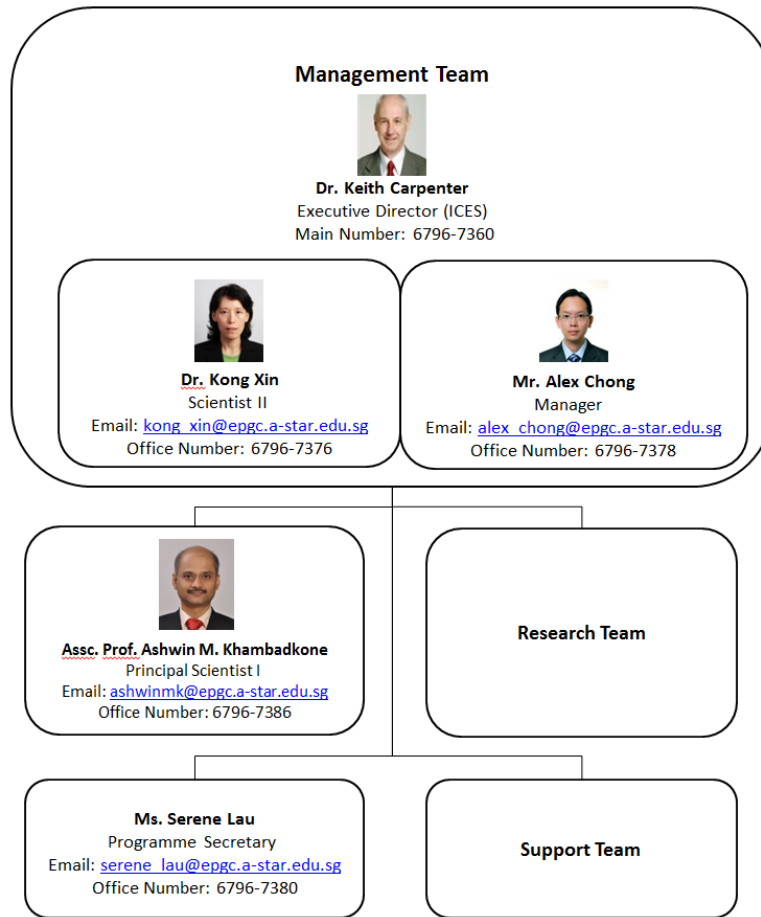 Management Team
Dr. Keith Carpenter
Executive Director (ICES)
Main Number: 6796-7360
Dr. Kong Xin
Scientist II
Email: kong_xin@epgc.a-star.edu.sg
Office Number: 6796-7376
Mr. Alex Chong
Manager
Email: alex_chong@epgc.a-star.edu.sg
Office Number: 6796-7378
Assc. Prof. Ashwin M. Khambadkone
Principal Scientist I
Email: ashwinmk@epgc.a-star.edu.sg
Office Number: 6796-7386
Research Team
Ms. Serene Lau
Programme Secretary
Email: serene_lau@epgc.a-star.edu.sg
Office Number: 6796-7380
Support Team